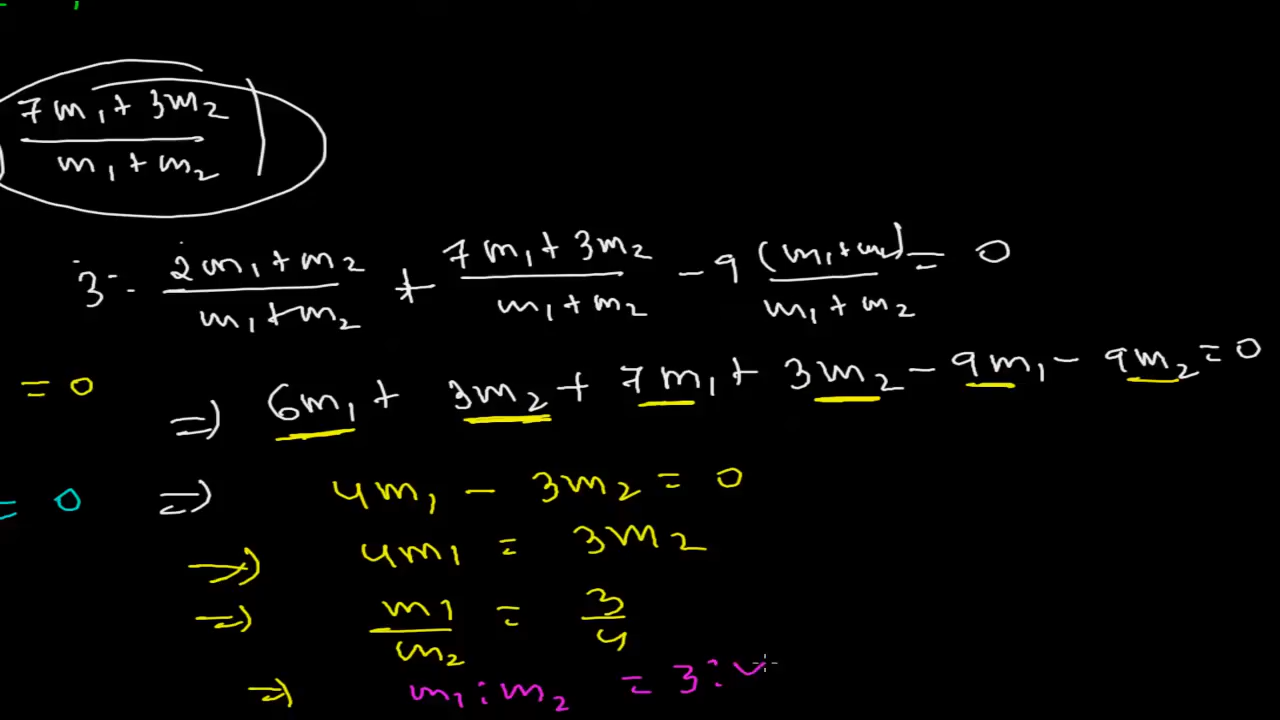 7m₁ + 3m₂
m₁ + m₂
3· 2m₁ + m₂ / m₁ + m₂ + 7m₁ + 3m₂ / m₁ + m₂ - 9 (m₁ + m₂) / m₁ + m₂ = 0
= 0 ⇒ 6m₁ + 3m₂ + 7m₁ + 3m₂ - 9m₁ - 9m₂ = 0
= 0 ⇒ 4m₁ - 3m₂ = 0
⇒ 4m₁ = 3m₂
⇒ m₁ / m₂ = 3 / 4
⇒ m₁ : m₂ = 3 :